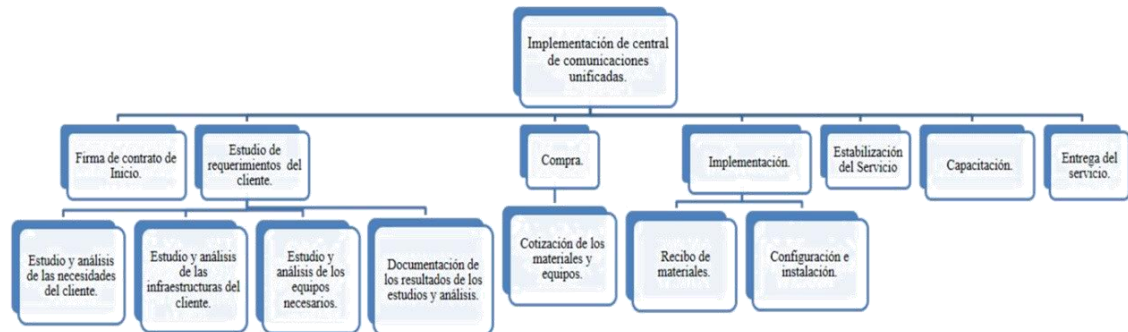 Implementación de central
de comunicaciones
unificadas.
Firma de contrato de
Inicio.
Estudio de
requerimientos del
cliente.
Compra.
Implementación.
Estabilización
del Servicio
Capacitación.
Entrega del
servicio.
Estudio y análisis
de las necesidades
del cliente.
Estudio y análisis
de las
infraestructuras del
cliente.
Estudio y
análisis de los
equipos
necesarios.
Documentación de
los resultados de los
estudios y análisis.
Cotización de los
materiales y
equipos.
Recibo de
materiales.
Configuración e
instalación.